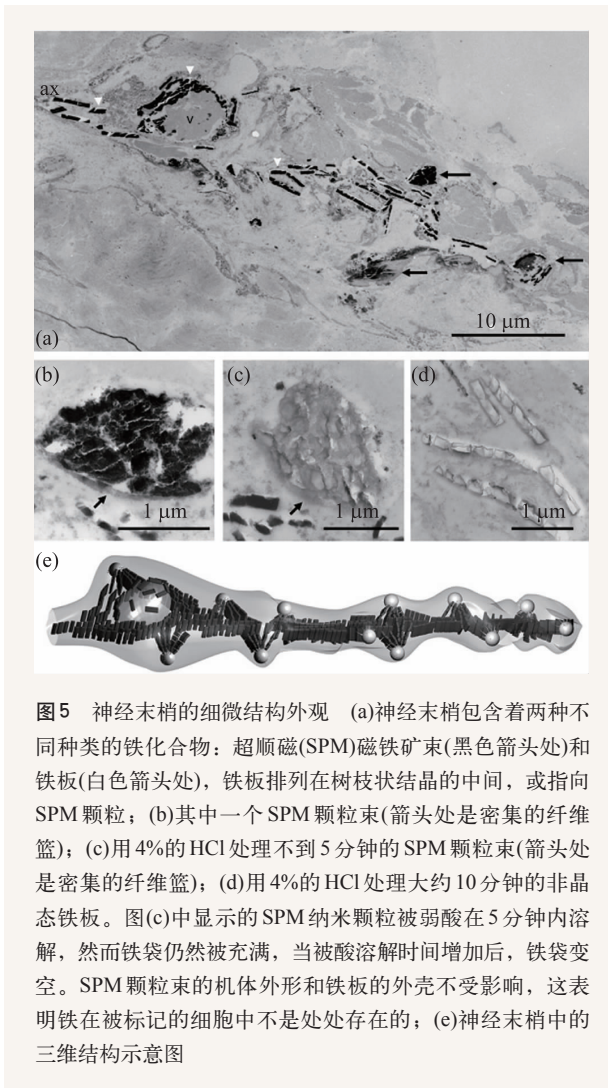 ax
v
10 μm
(a)
(b)
(c)
(d)
1 μm
1 μm
1 μm
(e)
图5 神经末梢的细微结构外观 (a)神经末梢包含着两种不
同种类的铁化合物：超顺磁(SPM)磁铁矿束(黑色箭头处)和
铁板(白色箭头处)，铁板排列在树枝状结晶的中间，或指向
SPM 颗粒；(b)其中一个 SPM 颗粒束(箭头处是密集的纤维
篮)；(c)用4%的HCl处理不到5分钟的SPM颗粒束(箭头处
是密集的纤维篮)；(d)用4%的HCl处理大约10分钟的非晶
态铁板。图(c)中显示的SPM纳米颗粒被弱酸在5分钟内溶
解，然而铁袋仍然被充满，当被酸溶解时间增加后，铁袋变
空。SPM颗粒束的机体外形和铁板的外壳不受影响，这表
明铁在被标记的细胞中不是处处存在的；(e)神经末梢中的
三维结构示意图